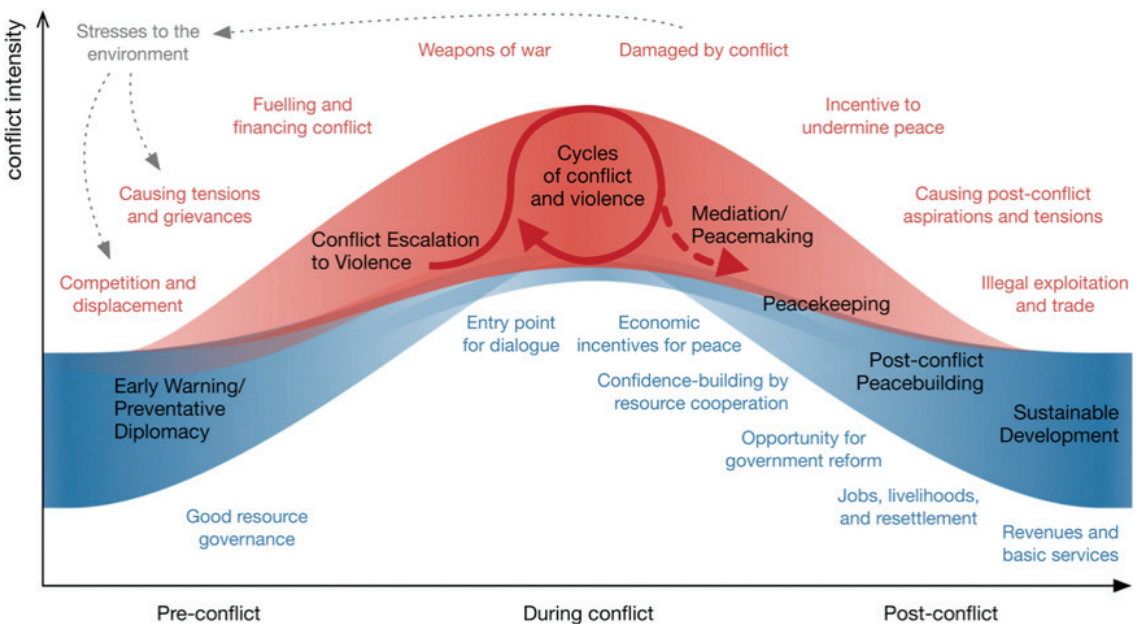 conflict intensity
Stresses to the
environment
Weapons of war
Damaged by conflict
Fuelling and
financing conflict
Incentive to
undermine peace
Causing tensions
and grievances
Cycles
of conflict
and violence
Causing post-conflict
aspirations and tensions
Conflict Escalation
to Violence
Mediation/
Peacemaking
Competition and
displacement
Illegal exploitation
and trade
Peacekeeping
Entry point
for dialogue
Economic
incentives for peace
Early Warning/
Preventative
Diplomacy
Post-conflict
Peacebuilding
Confidence-building by
resource cooperation
Sustainable
Development
Opportunity for
government reform
Good resource
governance
Jobs, livelihoods,
and resettlement
Revenues and
basic services
Pre-conflict
During conflict
Post-conflict